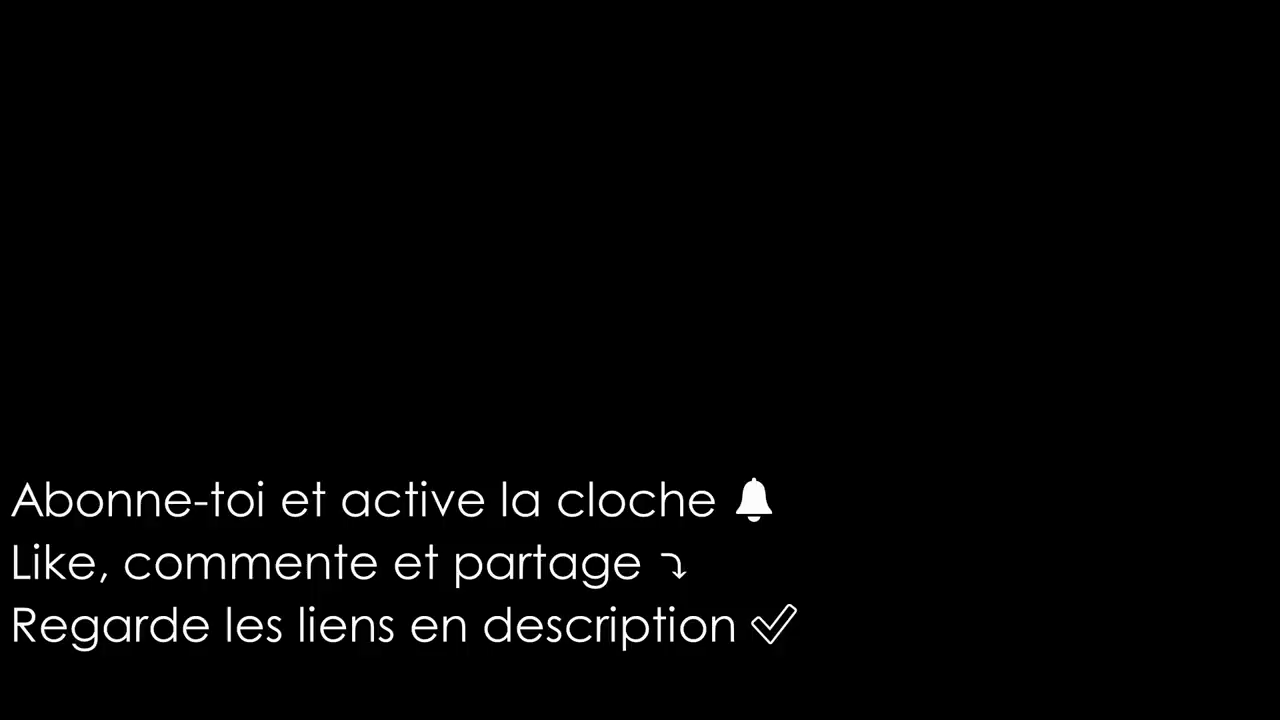 Abonne-toi et active la cloche 🔔
Like, commente et partage ⤵
Regarde les liens en description ✅